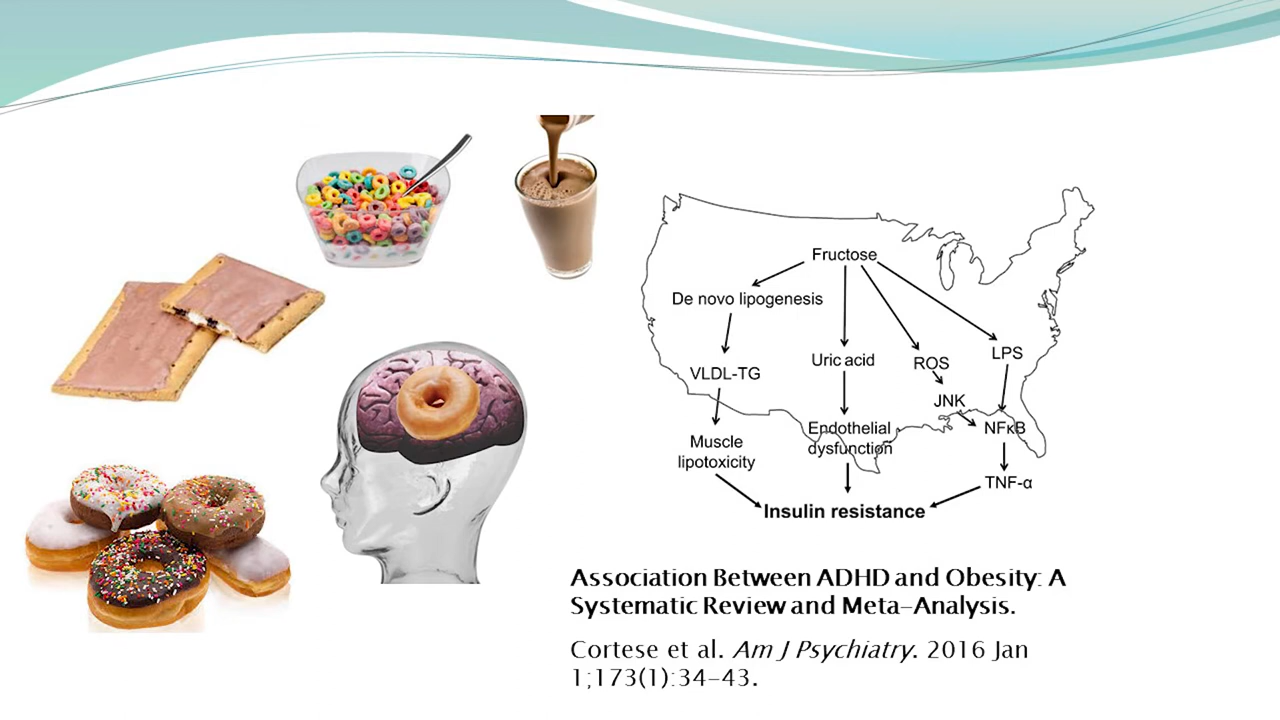 Fructose
De novo lipogenesis
VLDL-TG
Muscle
lipotoxicity
Uric acid
Endothelial
dysfunction
ROS
JNK
LPS
NFκB
TNF-α
Insulin resistance
Association Between ADHD and Obesity: A
Systematic Review and Meta-Analysis.
Cortese et al. Am J Psychiatry. 2016 Jan
1;173(1):34-43.